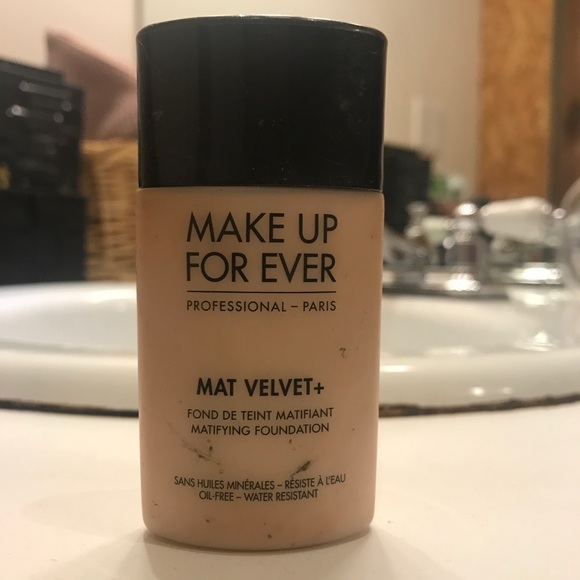 MAKE UP
FOR EVER
PROFESSIONAL – PARIS
MAT VELVET+
FOND DE TEINT MATIFIANT
MATIFYING FOUNDATION
SANS HUILES MINÉRALES – RÉSISTE À L'EAU
OIL-FREE – WATER RESISTANT